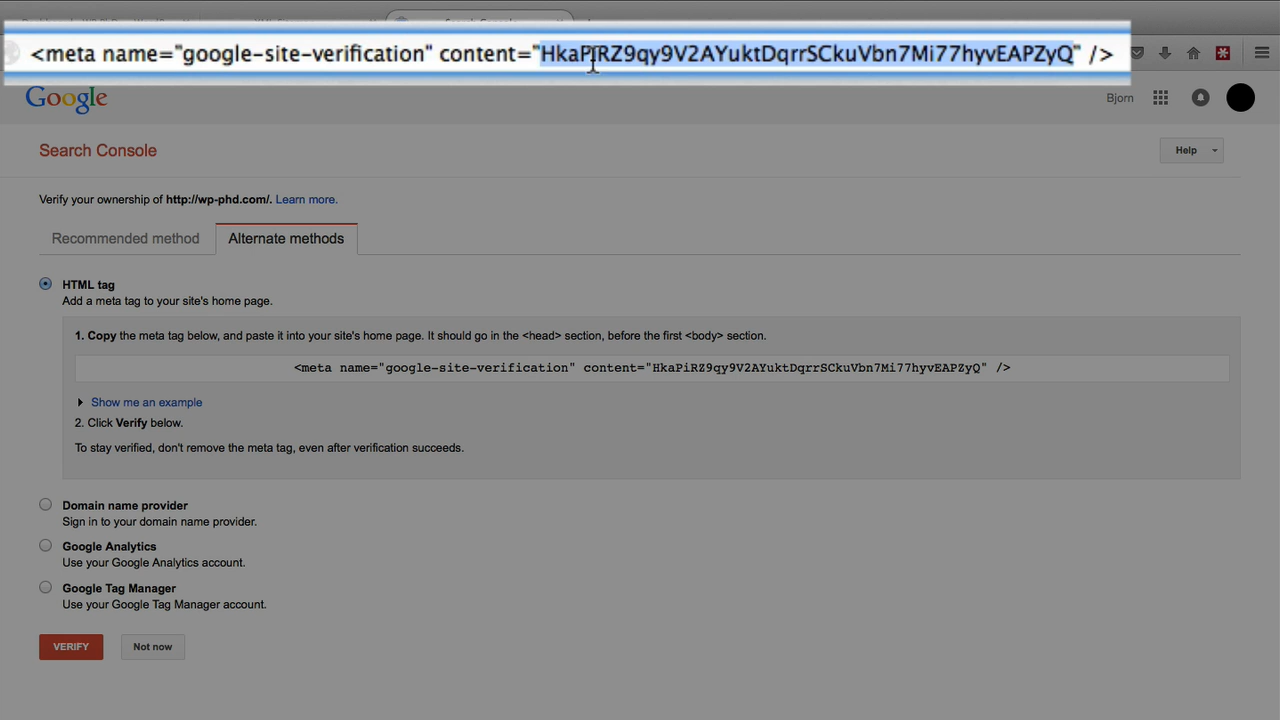 <meta name="google-site-verification" content="HkaPiRZ9qy9V2AYuktDqrrSCkuVbn7Mi77hyvEAPZyQ" />
Google
Bjorn
Search Console
Help
Verify your ownership of http://wp-phd.com/. Learn more.
Recommended method
Alternate methods
HTML tag
Add a meta tag to your site's home page.
1. Copy the meta tag below, and paste it into your site's home page. It should go in the <head> section, before the first <body> section.
<meta name="google-site-verification" content="HkaPiRZ9qy9V2AYuktDqrrSCkuVbn7Mi77hyvEAPZyQ" />
Show me an example
2. Click Verify below.
To stay verified, don't remove the meta tag, even after verification succeeds.
Domain name provider
Sign in to your domain name provider.
Google Analytics
Use your Google Analytics account.
Google Tag Manager
Use your Google Tag Manager account.
VERIFY
Not now